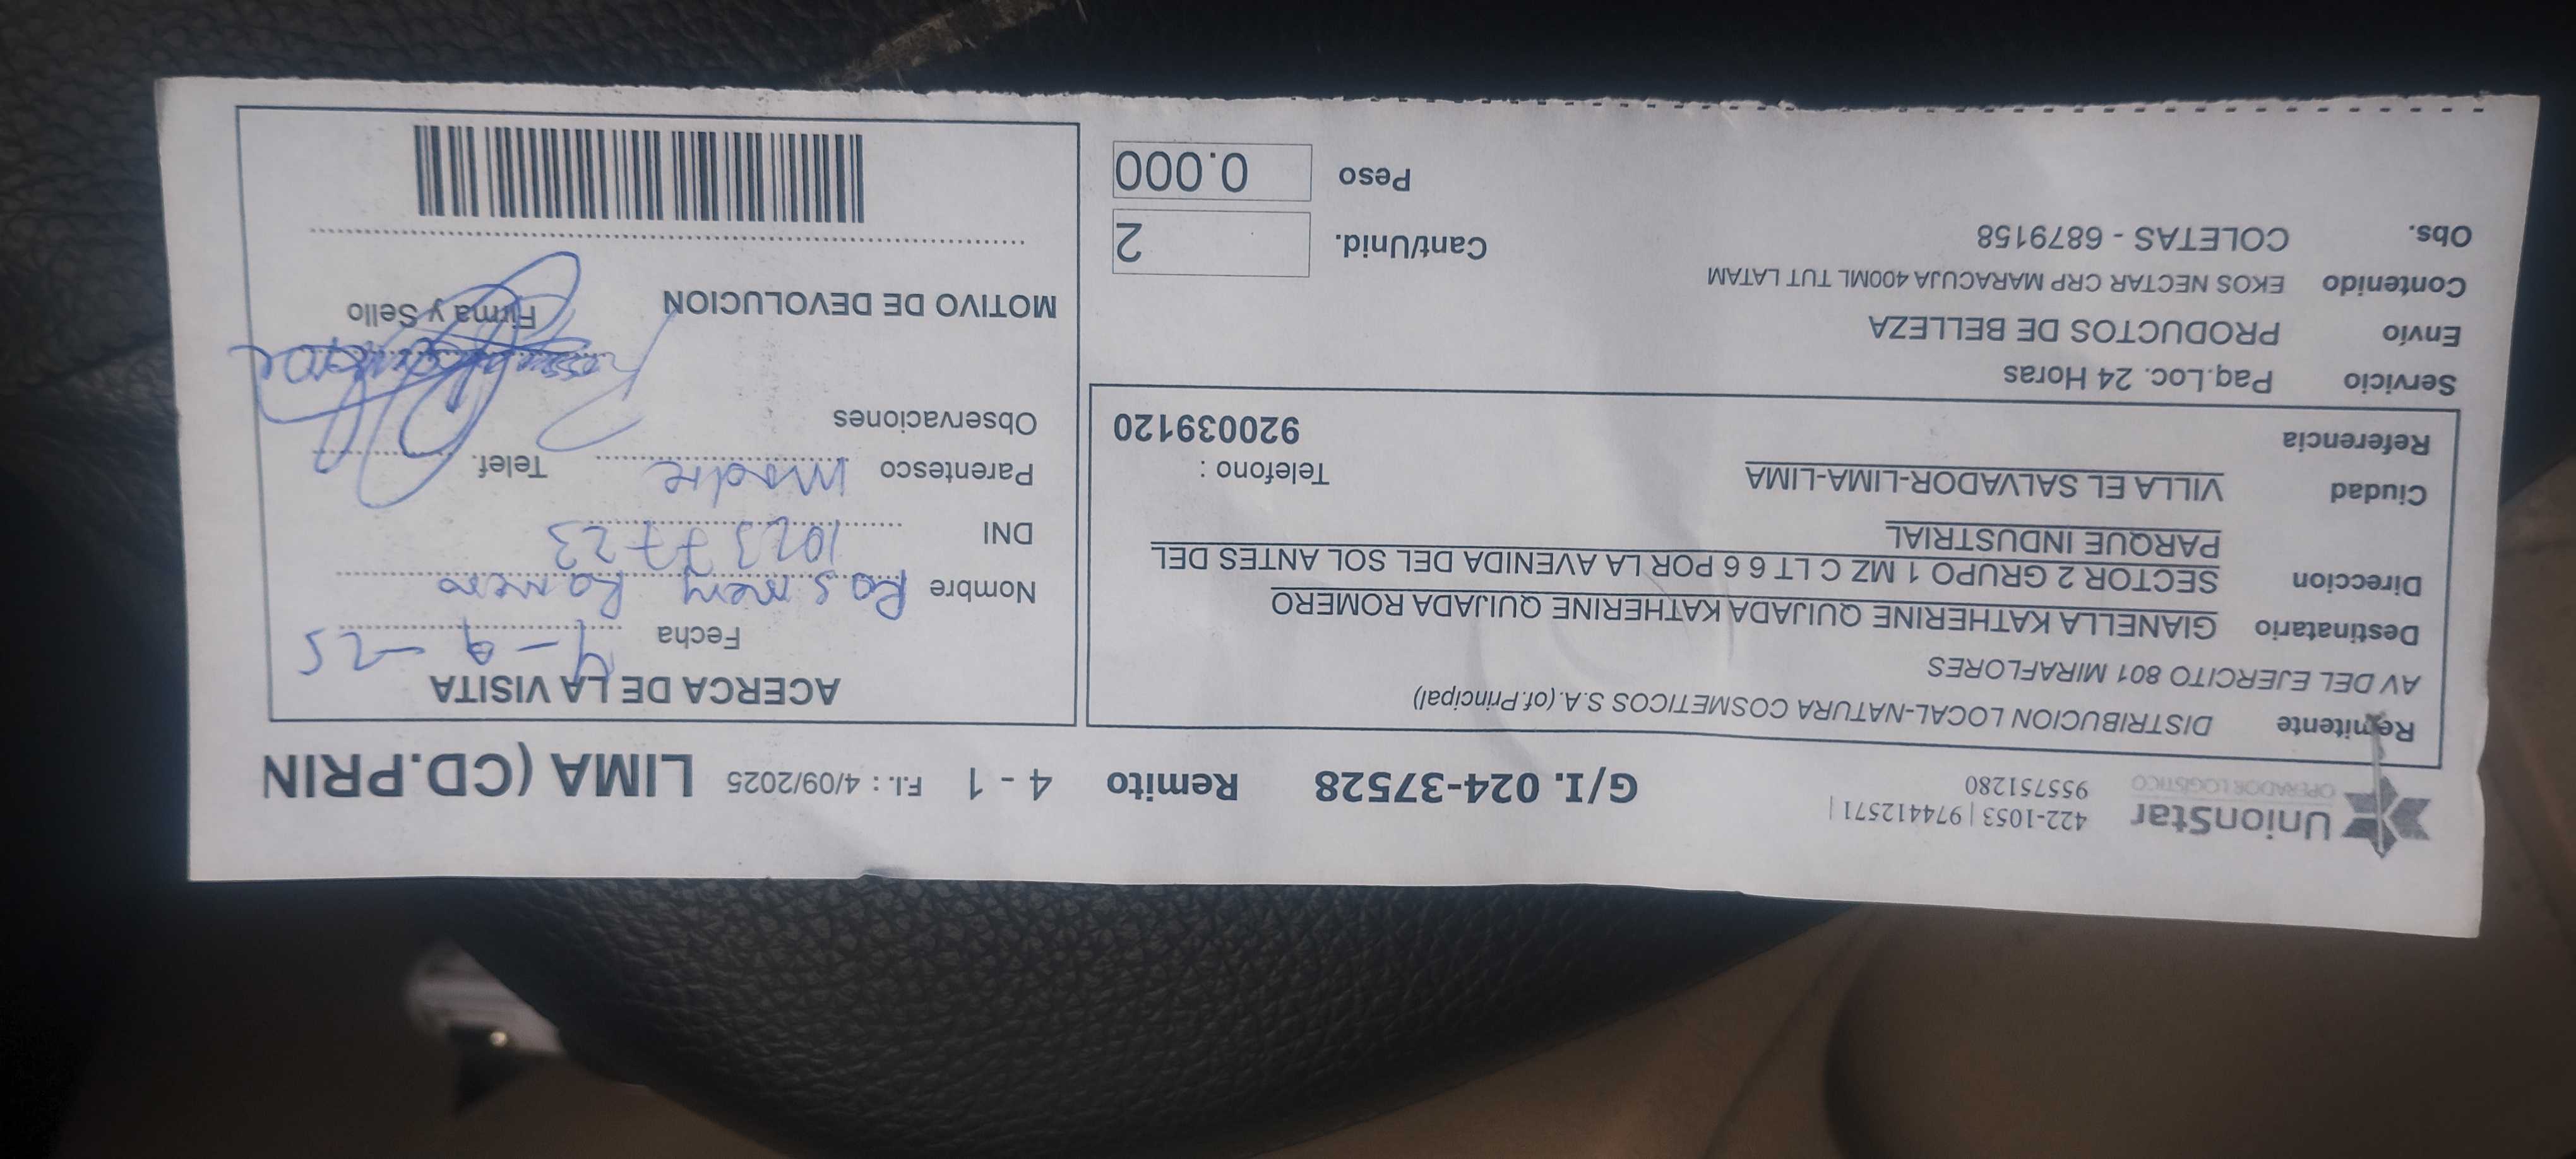 UnionStar
OPERADOR LOGÍSTICO
422-1053 | 974412571 |
955751280
G/I. 024-37528
Remito 4 - 1 F.I. : 4/09/2025 LIMA (CD.PRIN
Remitente DISTRIBUCION LOCAL-NATURA COSMETICOS S.A. (of.Principal)
AV DEL EJERCITO 801 MIRAFLORES
Destinatario GIANELLA KATHERINE QUIJADA KATHERINE QUIJADA ROMERO
Direccion SECTOR 2 GRUPO 1 MZ C LT 6 6 POR LA AVENIDA DEL SOL ANTES DEL
PARQUE INDUSTRIAL
Ciudad VILLA EL SALVADOR-LIMA-LIMA Telefono :
Referencia 920039120
Servicio Paq.Loc. 24 Horas
Envío PRODUCTOS DE BELLEZA
Contenido EKOS NECTAR CRP MARACUJA 400ML TUT LATAM
Obs. COLETAS - 6879158
Cant/Unid. 2
Peso 0.000
ACERCA DE LA VISITA
Fecha 4-9-25
Nombre Rosmery Romero
DNI 10237723
Parentesco Madre Telef.
Observaciones
Firma y Sello
MOTIVO DE DEVOLUCION